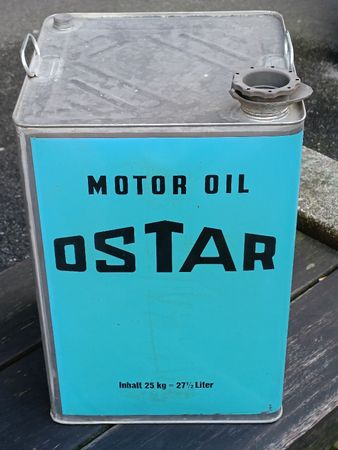 MOTOR OIL
OSTAR
Inhalt 25 kg = 27½ Liter